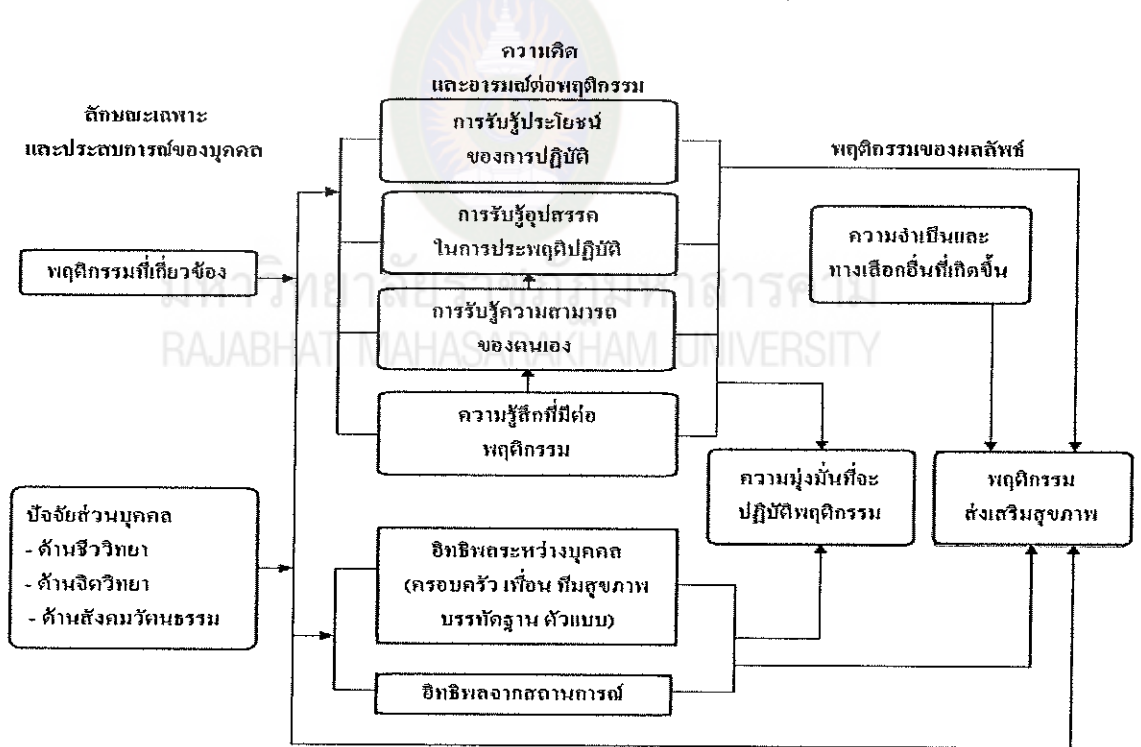 ความคิด
และอารมณ์ต่อพฤติกรรม
ลักษณะเฉพาะ
และประสบการณ์ของบุคคล
การรับรู้ประโยชน์
ของการปฏิบัติ
พฤติกรรมของผลลัพธ์
การรับรู้อุปสรรค
ในการประพฤติปฏิบัติ
ความจำเป็นและ
ทางเลือกอื่นที่เกิดขึ้น
พฤติกรรมที่เกี่ยวข้อง
มหาวิทยาลัยราชภัฏมหาสารคาม
การรับรู้ความสามารถ
ของตนเอง
RAJABHAT MAHASARAKHAM UNIVERSITY
ความรู้สึกที่มีต่อ
พฤติกรรม
ความมุ่งมั่นที่จะ
ปฏิบัติพฤติกรรม
พฤติกรรม
ส่งเสริมสุขภาพ
ปัจจัยส่วนบุคคล
- ด้านชีววิทยา
- ด้านจิตวิทยา
- ด้านสังคมวัฒนธรรม
อิทธิพลระหว่างบุคคล
(ครอบครัว เพื่อน ทีมสุขภาพ
บรรทัดฐาน ตัวแบบ)
อิทธิพลจากสถานการณ์